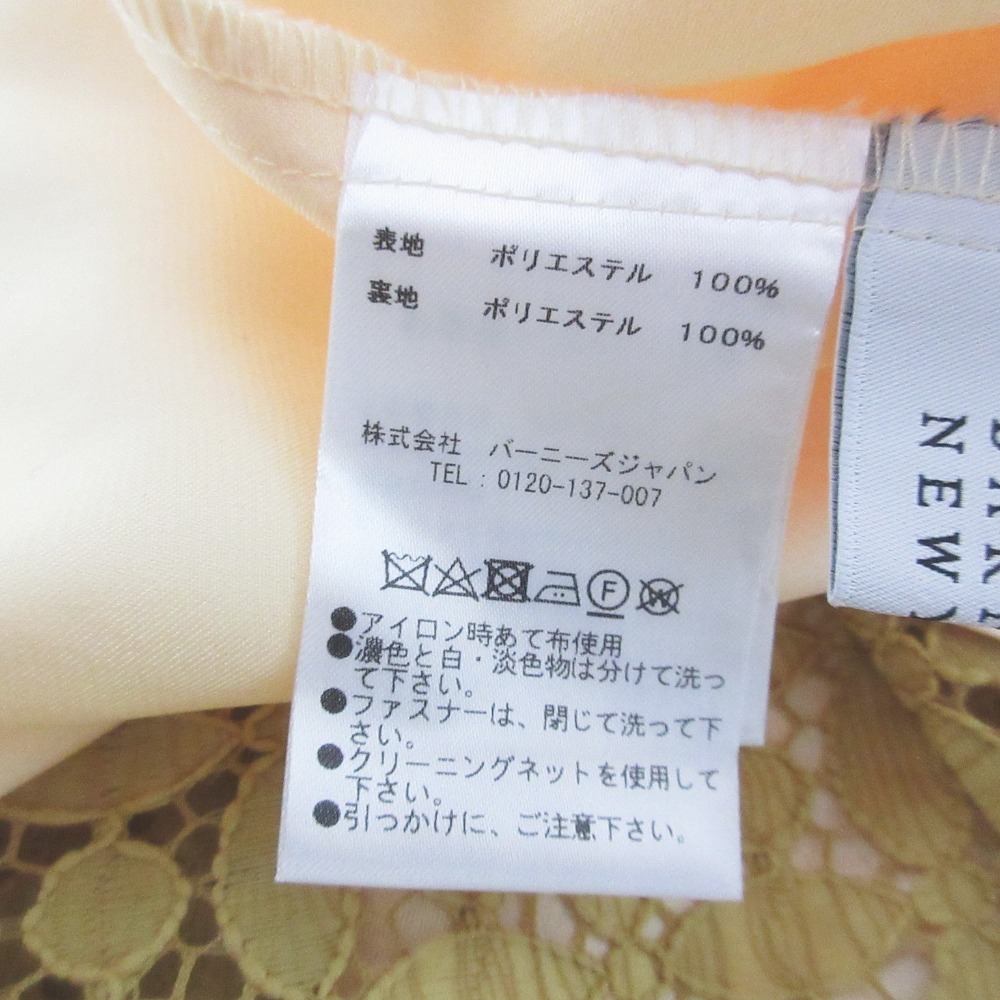 表地 ポリエステル 100%
裏地 ポリエステル 100%
株式会社 バーニーズジャパン
TEL : 0120-137-007
F
W
●アイロン時あて布使用
●濃色と白・淡色物は分けて洗っ
て下さい。
●ファスナーは、閉じて洗って下
さい。
●クリーニングネットを使用して
下さい。
●引つかけに、ご注意下さい。
NEW